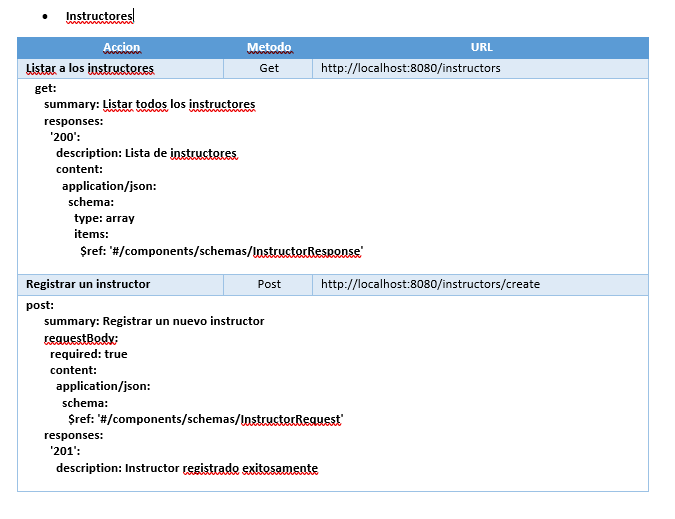 • Instructores
Accion Metodo URL
Listar a los instructores Get http://localhost:8080/instructors
get:
summary: Listar todos los instructores
responses:
'200':
description: Lista de instructores
content:
application/json:
schema:
type: array
items:
$ref: '#/components/schemas/InstructorResponse'
Registrar un instructor Post http://localhost:8080/instructors/create
post:
summary: Registrar un nuevo instructor
requestBody:
required: true
content:
application/json:
schema:
$ref: '#/components/schemas/InstructorRequest'
responses:
'201':
description: Instructor registrado exitosamente